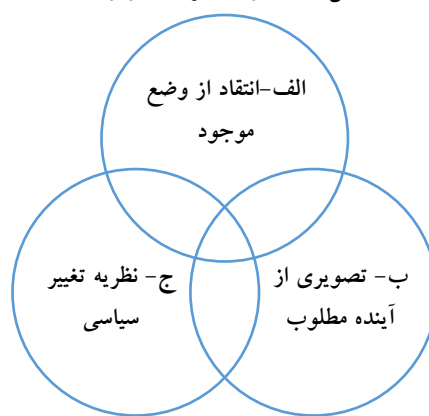 الف-انتقاد از وضع
موجود
ب- تصویری از
آینده مطلوب
ج- نظریه تغییر
سیاسی